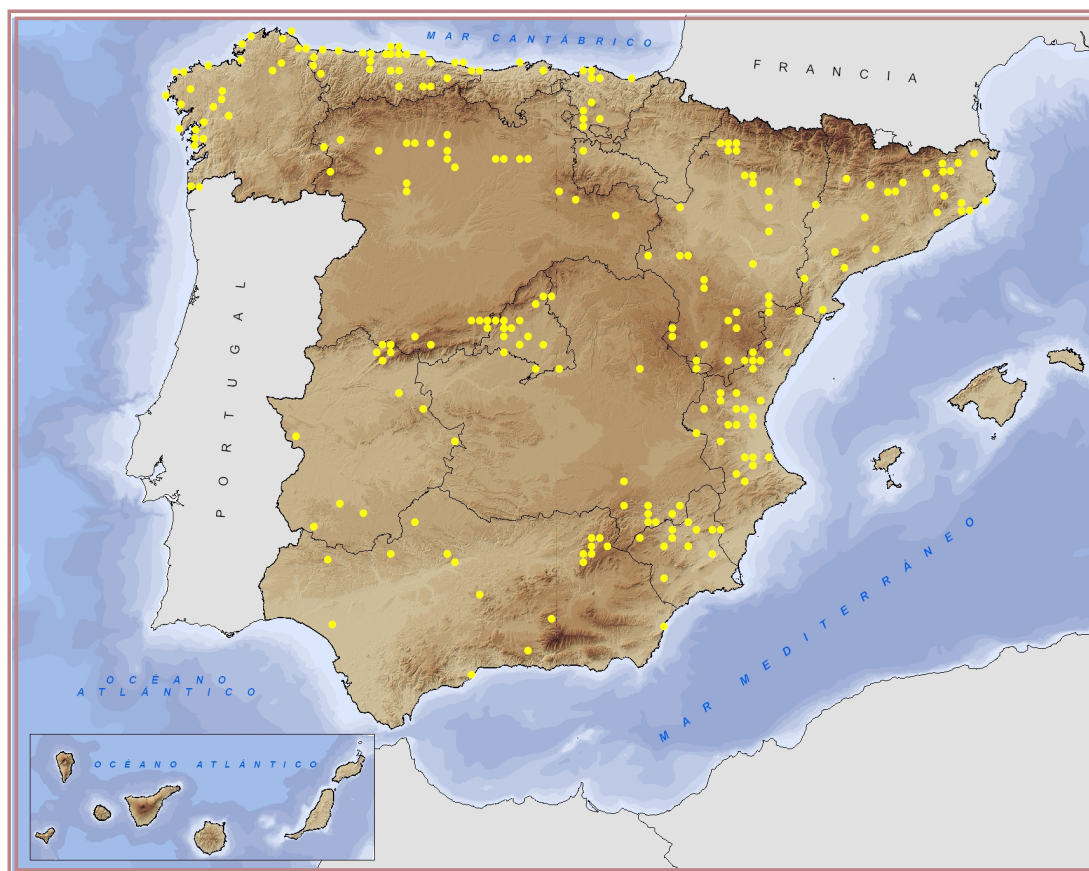 MAR CANTÁBRICO
FRANCIA
PORTUGAL
MAR MEDITERRÁNEO
OCÉANO
ATLÁNTICO
OCÉANO ATLÁNTICO